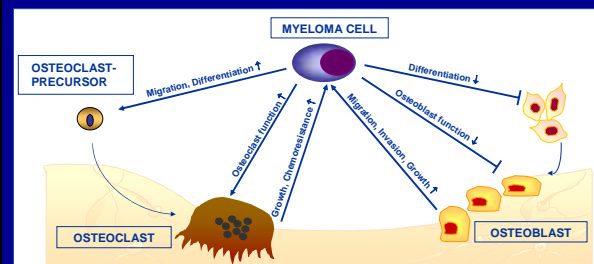 MYELOMA CELL
OSTEOCLAST-
PRECURSOR
Migration, Differentiation ↑
Differentiation ↓
Osteoclast function ↑
Growth, Chemoresistance ↑
Migration, Invasion, Growth ↑
Osteoblast function ↓
OSTEOCLAST
OSTEOBLAST